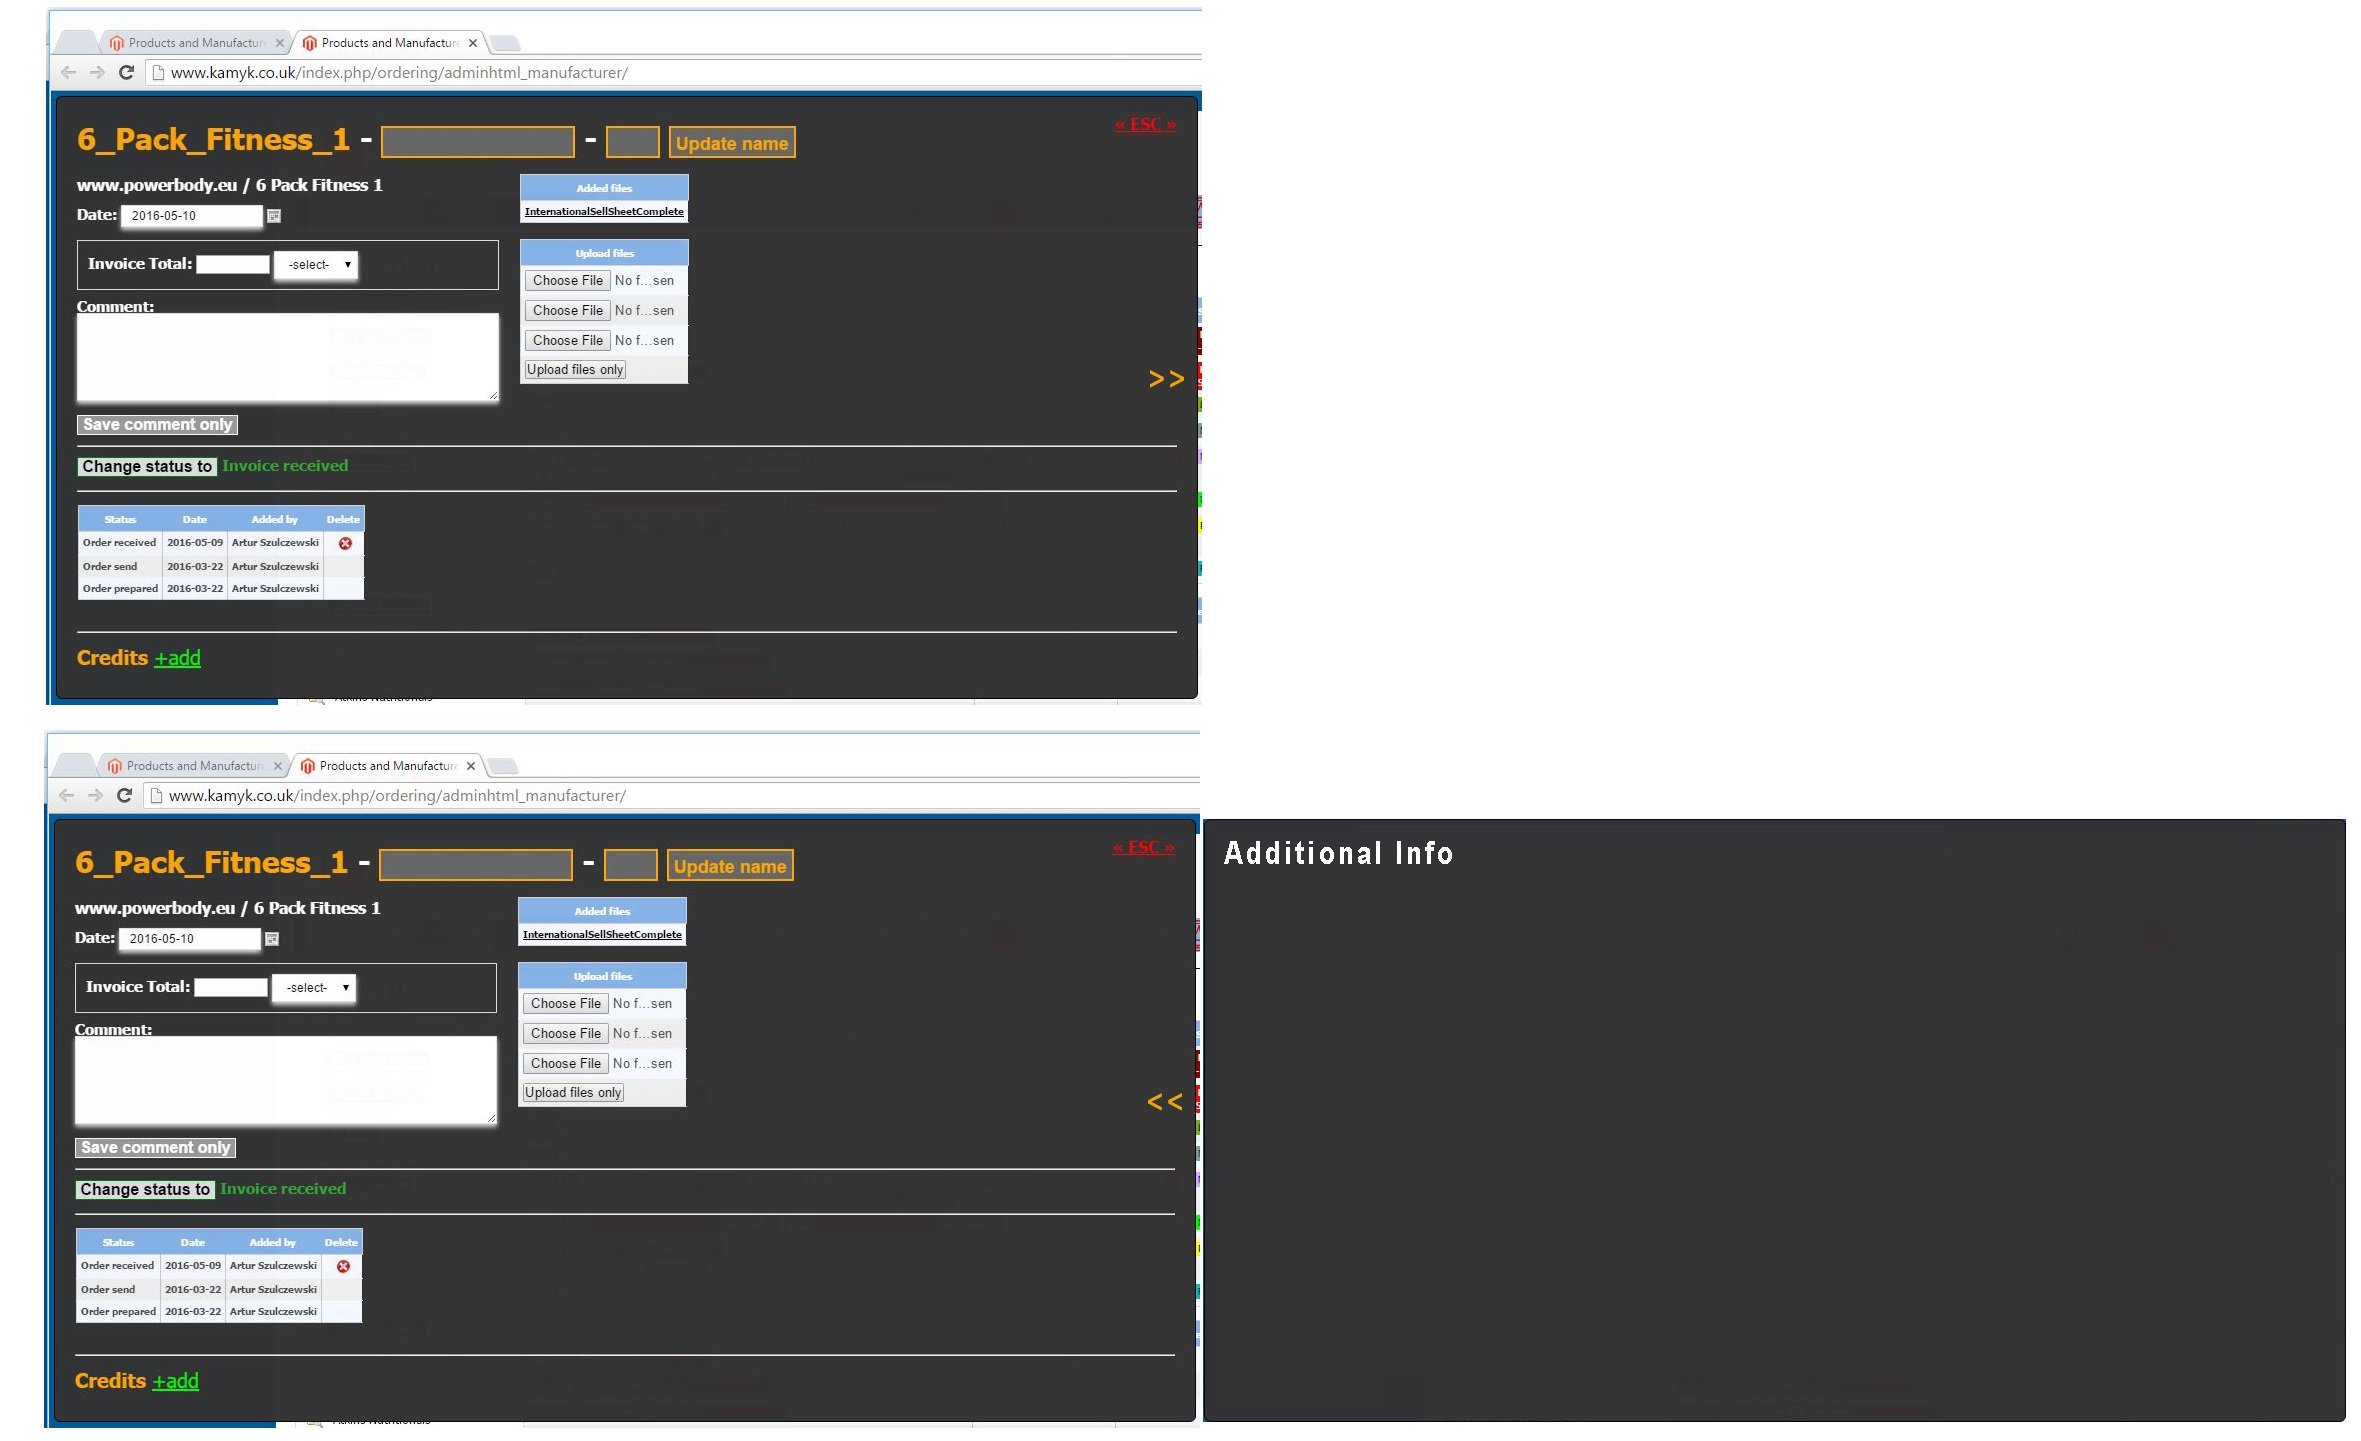 Products and Manufactur
Products and Manufactur
www.kamyk.co.uk/index.php/ordering/adminhtml_manufacturer/
6_Pack_Fitness_1 - - Update name
« ESC »
www.powerbody.eu / 6 Pack Fitness 1
Date: 2016-05-10
Added files
InternationalSellSheetComplete
Invoice Total: -select-
Upload files
Choose File No f...sen
Choose File No f...sen
Choose File No f...sen
Upload files only
Comment:
>>
Save comment only
Change status to Invoice received
Status Date Added by Delete
Order received 2016-05-09 Artur Szulczewski
Order send 2016-03-22 Artur Szulczewski
Order prepared 2016-03-22 Artur Szulczewski
Credits +add
Products and Manufactur
Products and Manufactur
www.kamyk.co.uk/index.php/ordering/adminhtml_manufacturer/
6_Pack_Fitness_1 - - Update name
« ESC »
www.powerbody.eu / 6 Pack Fitness 1
Date: 2016-05-10
Added files
InternationalSellSheetComplete
Invoice Total: -select-
Upload files
Choose File No f...sen
Choose File No f...sen
Choose File No f...sen
Upload files only
Comment:
<<
Save comment only
Change status to Invoice received
Status Date Added by Delete
Order received 2016-05-09 Artur Szulczewski
Order send 2016-03-22 Artur Szulczewski
Order prepared 2016-03-22 Artur Szulczewski
Credits +add
Additional Info